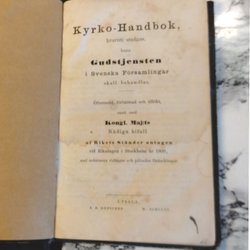 Kyrko-Handbok,
hvaruti stadgas,
huru
Gudstjensten
i Svenska Församlingar
skall behandlas.
Öfversedd, förbättrad och tillökt,
samt med
Kongl. Maj:ts
Nådiga bifall
af Rikets Ständer antagen
vid Riksdagen i Stockholm år
med
UPSALA,